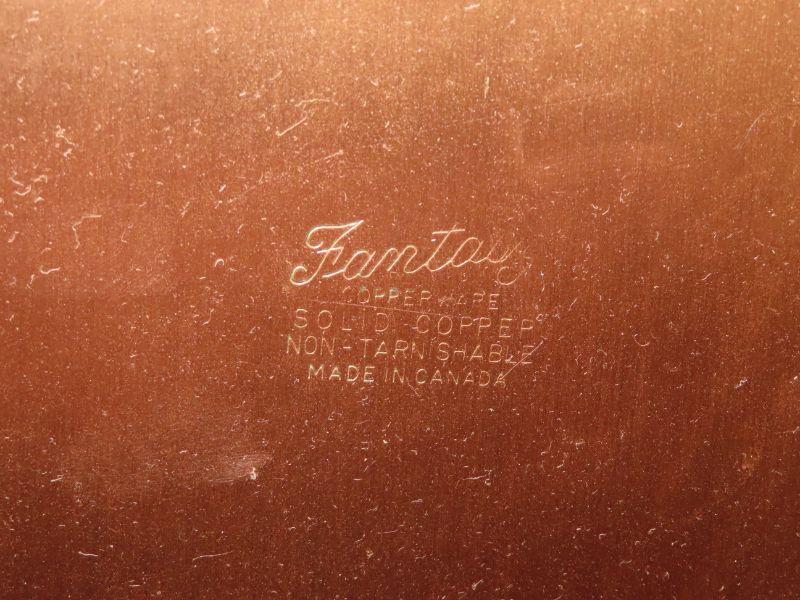 Fantasy
COPPERWARE
SOLID COPPER
NON-TARNISHABLE
MADE IN CANADA